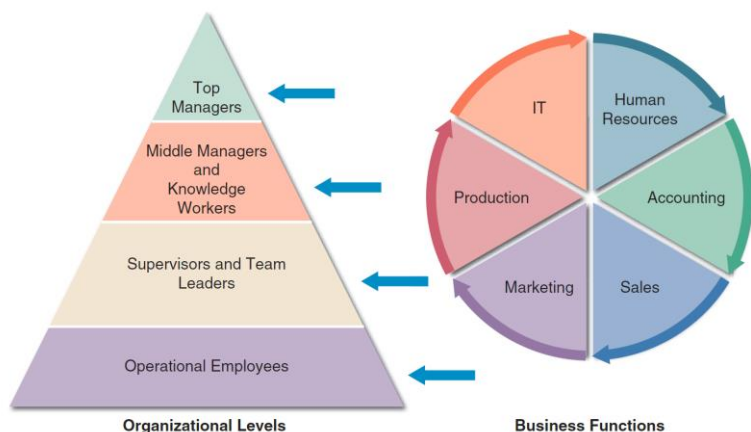 Top
Managers
Middle Managers
and
Knowledge
Workers
Supervisors and Team
Leaders
Operational Employees
Organizational Levels
IT
Human
Resources
Production
Accounting
Marketing
Sales
Business Functions